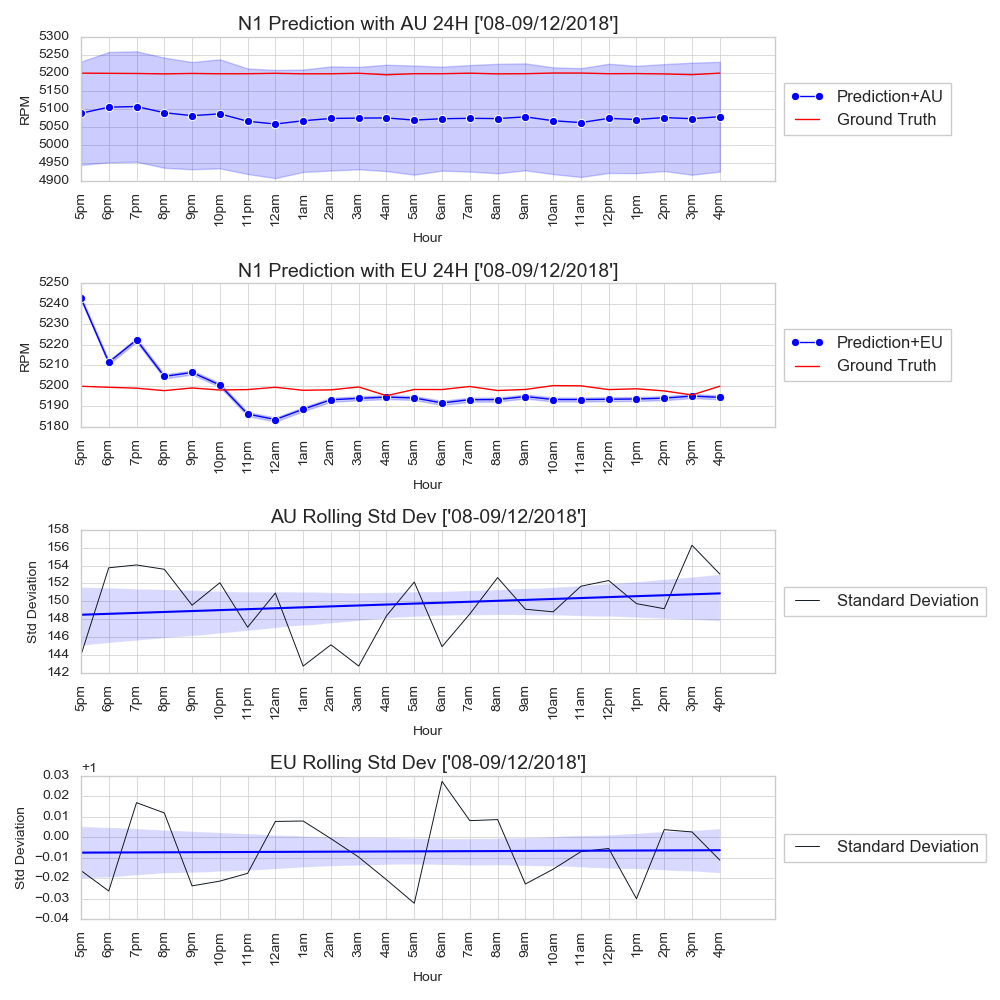 N1 Prediction with AU 24H ['08-09/12/2018']
5300
5250
5200
5150
5100
5050
5000
4950
4900
RPM
5pm 6pm 7pm 8pm 9pm 10pm 11pm 12am 1am 2am 3am 4am 5am 6am 7am 8am 9am 10am 11am 12pm 1pm 2pm 3pm 4pm
Hour
Prediction+AU
Ground Truth
N1 Prediction with EU 24H ['08-09/12/2018']
5250
5240
5230
5220
5210
5200
5190
5180
RPM
5pm 6pm 7pm 8pm 9pm 10pm 11pm 12am 1am 2am 3am 4am 5am 6am 7am 8am 9am 10am 11am 12pm 1pm 2pm 3pm 4pm
Hour
Prediction+EU
Ground Truth
AU Rolling Std Dev ['08-09/12/2018']
158
156
154
152
150
148
146
144
142
Std Deviation
5pm 6pm 7pm 8pm 9pm 10pm 11pm 12am 1am 2am 3am 4am 5am 6am 7am 8am 9am 10am 11am 12pm 1pm 2pm 3pm 4pm
Hour
Standard Deviation
EU Rolling Std Dev ['08-09/12/2018']
+1
0.03
0.02
0.01
0.00
−0.01
−0.02
−0.03
−0.04
Std Deviation
5pm 6pm 7pm 8pm 9pm 10pm 11pm 12am 1am 2am 3am 4am 5am 6am 7am 8am 9am 10am 11am 12pm 1pm 2pm 3pm 4pm
Hour
Standard Deviation